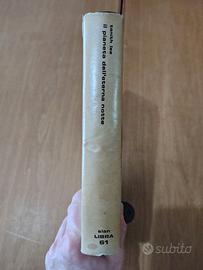 tanith lee
il pianeta dell'eterna notte
slan
LIBRA
61
subito